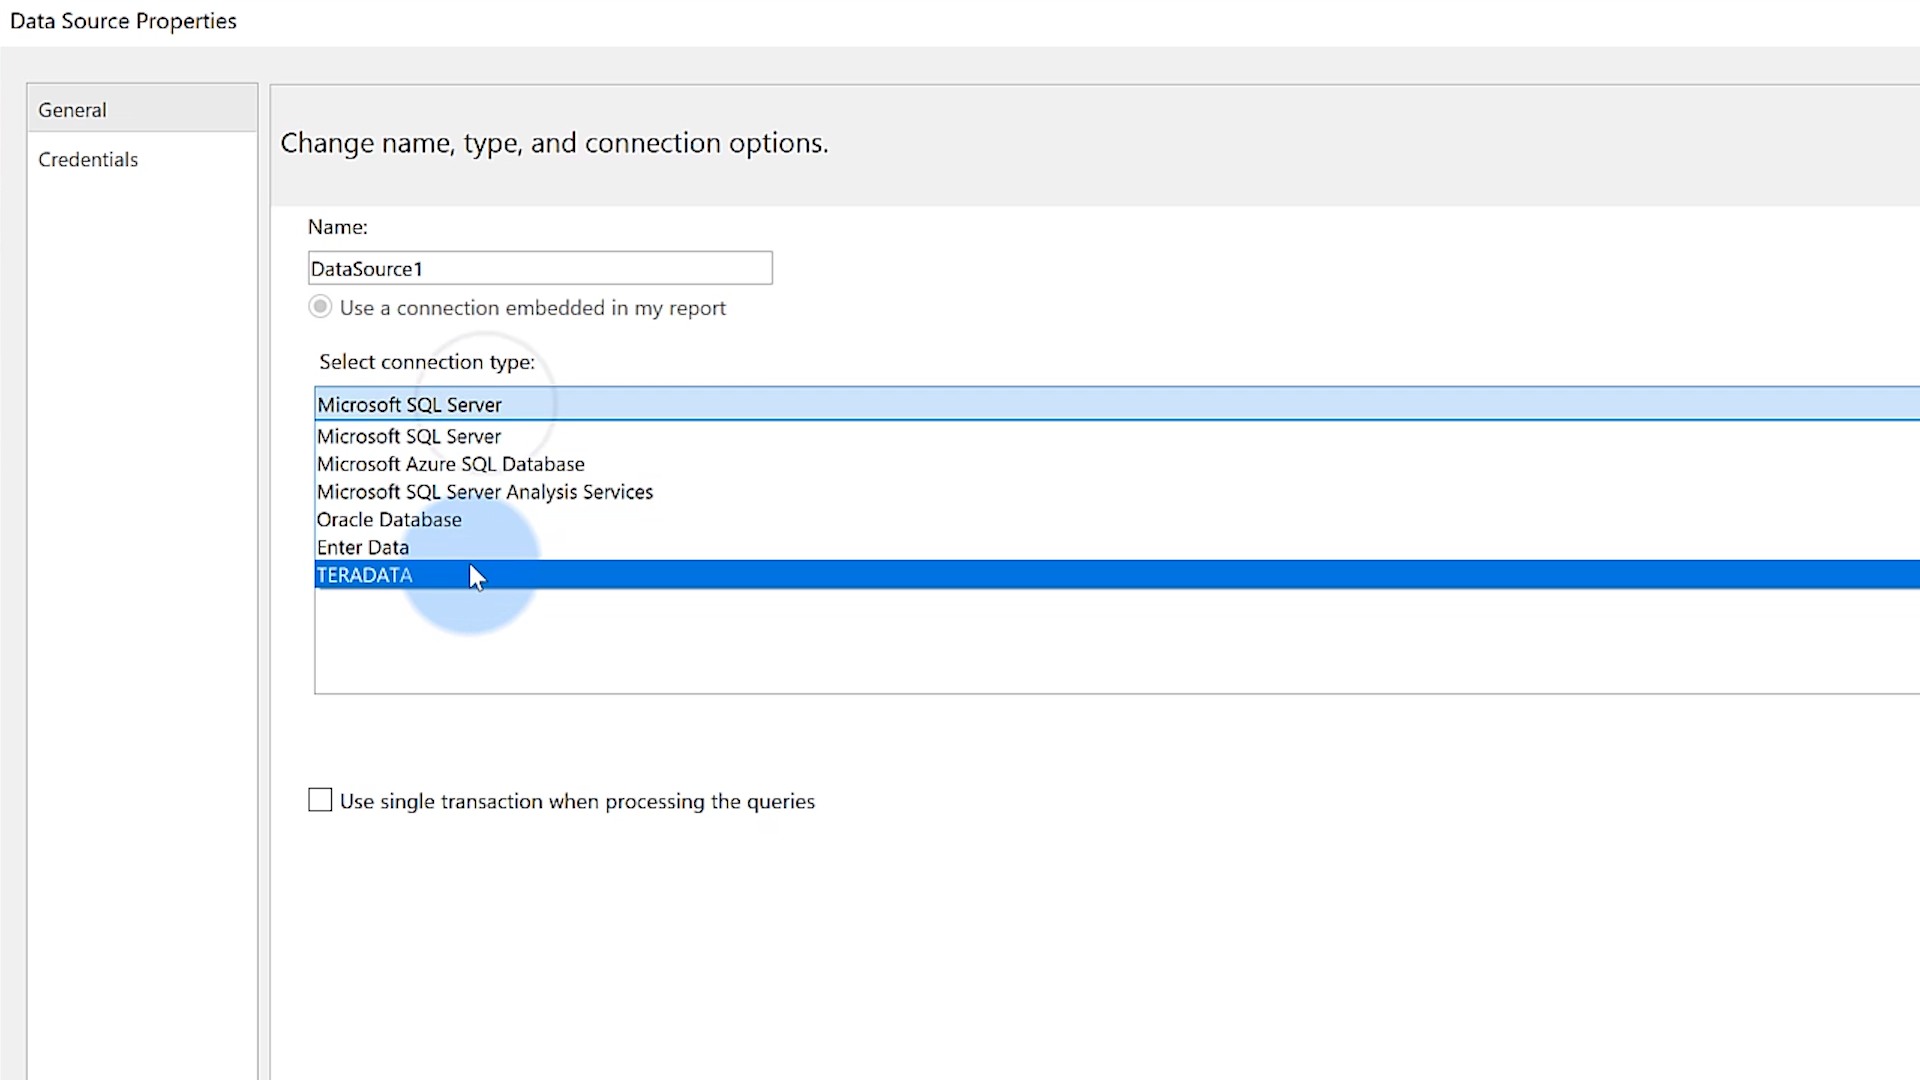 Data Source Properties
General
Credentials
Change name, type, and connection options.
Name:
DataSource1
Use a connection embedded in my report
Select connection type:
Microsoft SQL Server
Microsoft SQL Server
Microsoft Azure SQL Database
Microsoft SQL Server Analysis Services
Oracle Database
Enter Data
TERADATA
Use single transaction when processing the queries